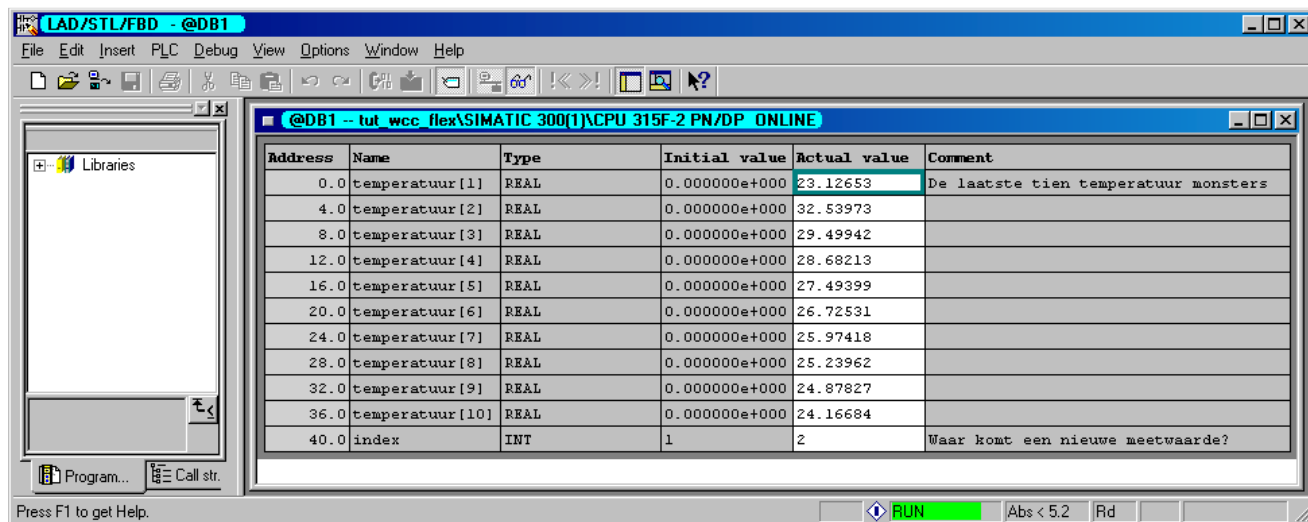 LAD/STL/FBD - @DB1
File Edit Insert PLC Debug View Options Window Help
Libraries
Program... Call str.
@DB1 -- tut_wcc_flex\SIMATIC 300(1)\CPU 315F-2 PN/DP ONLINE
Address Name Type Initial value Actual value Comment
0.0 temperatuur[1] REAL 0.000000e+000 23.12653 De laatste tien temperatuur monsters
4.0 temperatuur[2] REAL 0.000000e+000 32.53973
8.0 temperatuur[3] REAL 0.000000e+000 29.49942
12.0 temperatuur[4] REAL 0.000000e+000 28.68213
16.0 temperatuur[5] REAL 0.000000e+000 27.49399
20.0 temperatuur[6] REAL 0.000000e+000 26.72531
24.0 temperatuur[7] REAL 0.000000e+000 25.97418
28.0 temperatuur[8] REAL 0.000000e+000 25.23962
32.0 temperatuur[9] REAL 0.000000e+000 24.87827
36.0 temperatuur[10] REAL 0.000000e+000 24.16684
40.0 index INT 1 2 Waar komt een nieuwe meetwaarde?
Press F1 to get Help. RUN Abs < 5.2 Rd